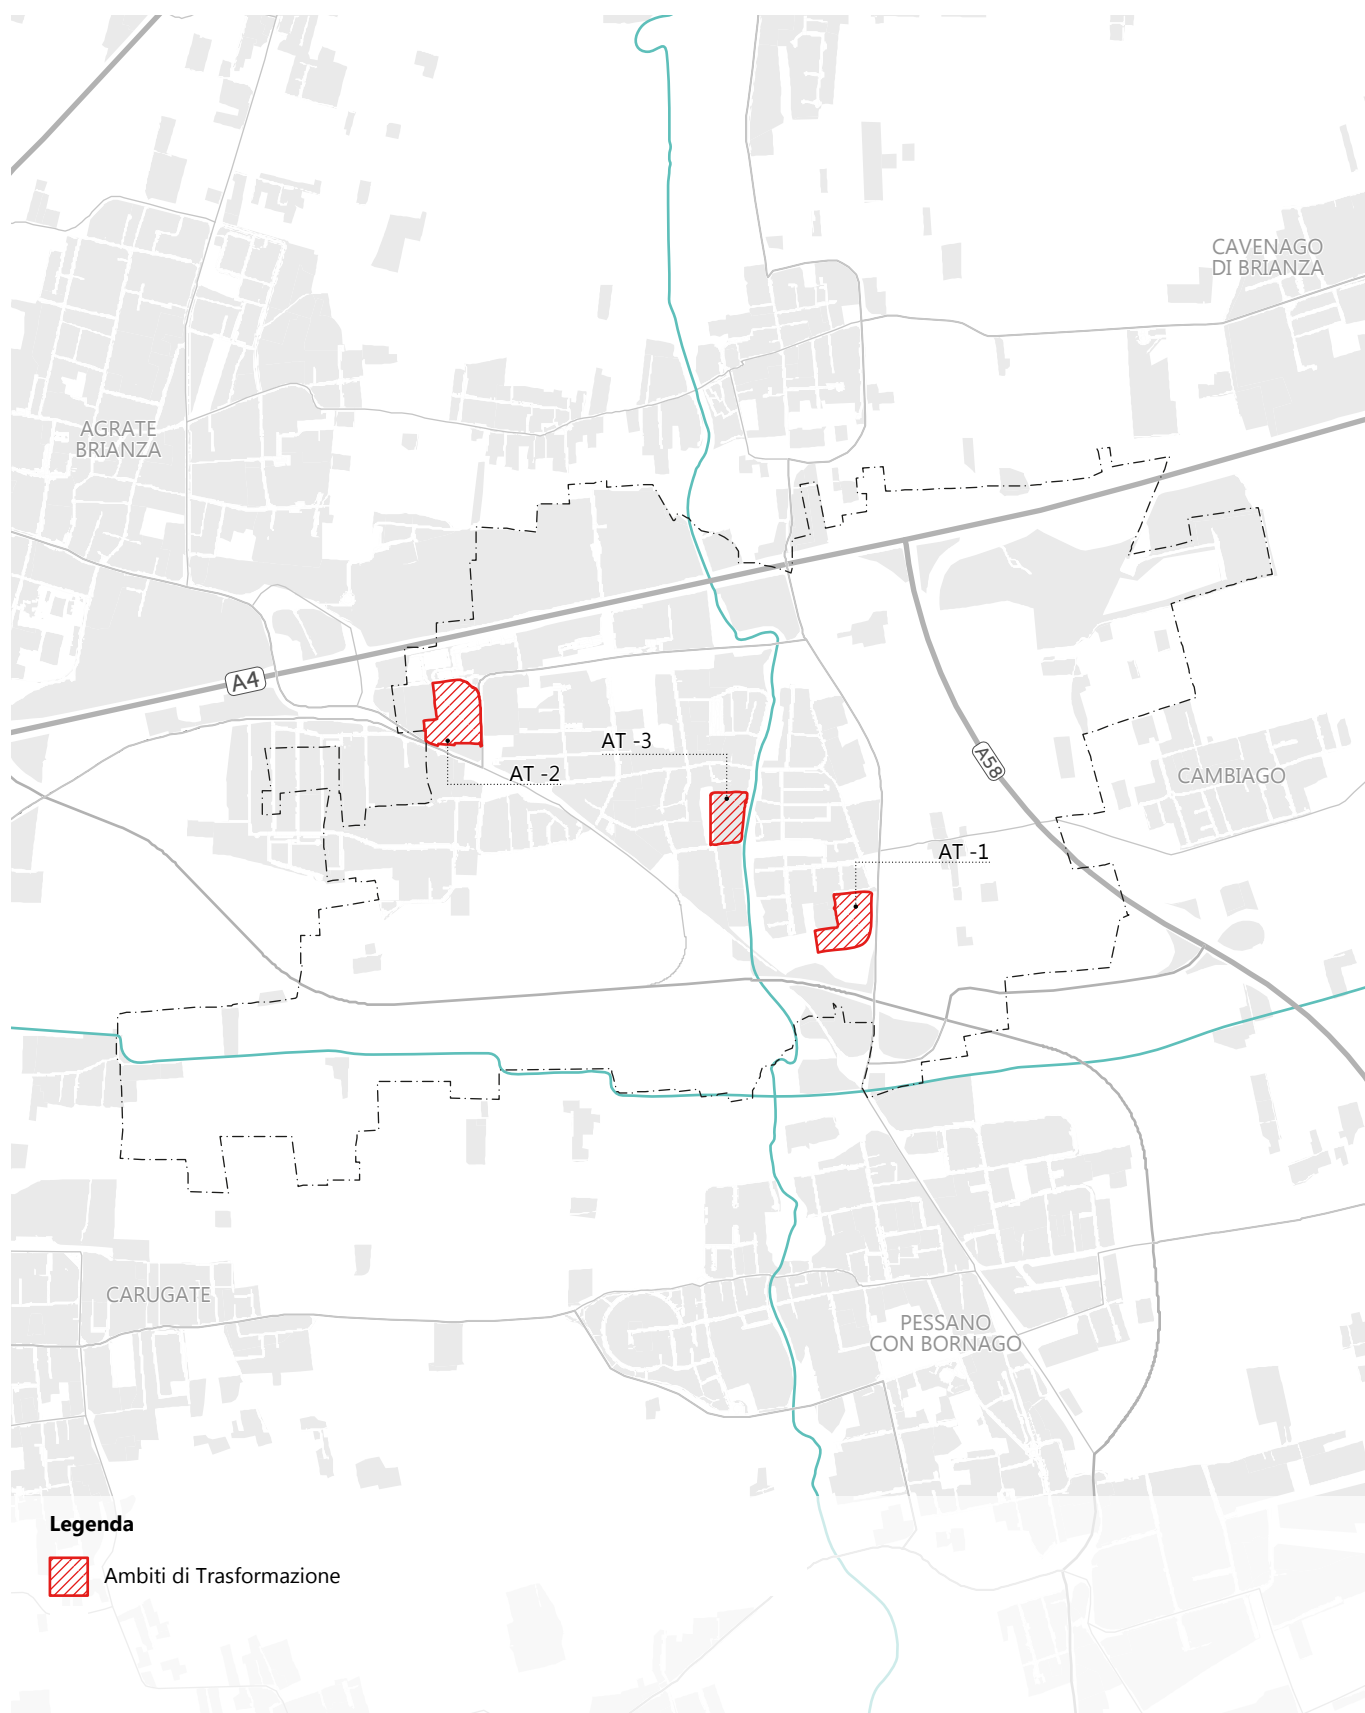 CAVENAGO
DI BRIANZA
AGRATE
BRIANZA
A4
AT -3
A58
AT -2
CAMBIAGO
AT -1
CARUGATE
PESSANO
CON BORNAGO
Legenda
Ambiti di Trasformazione